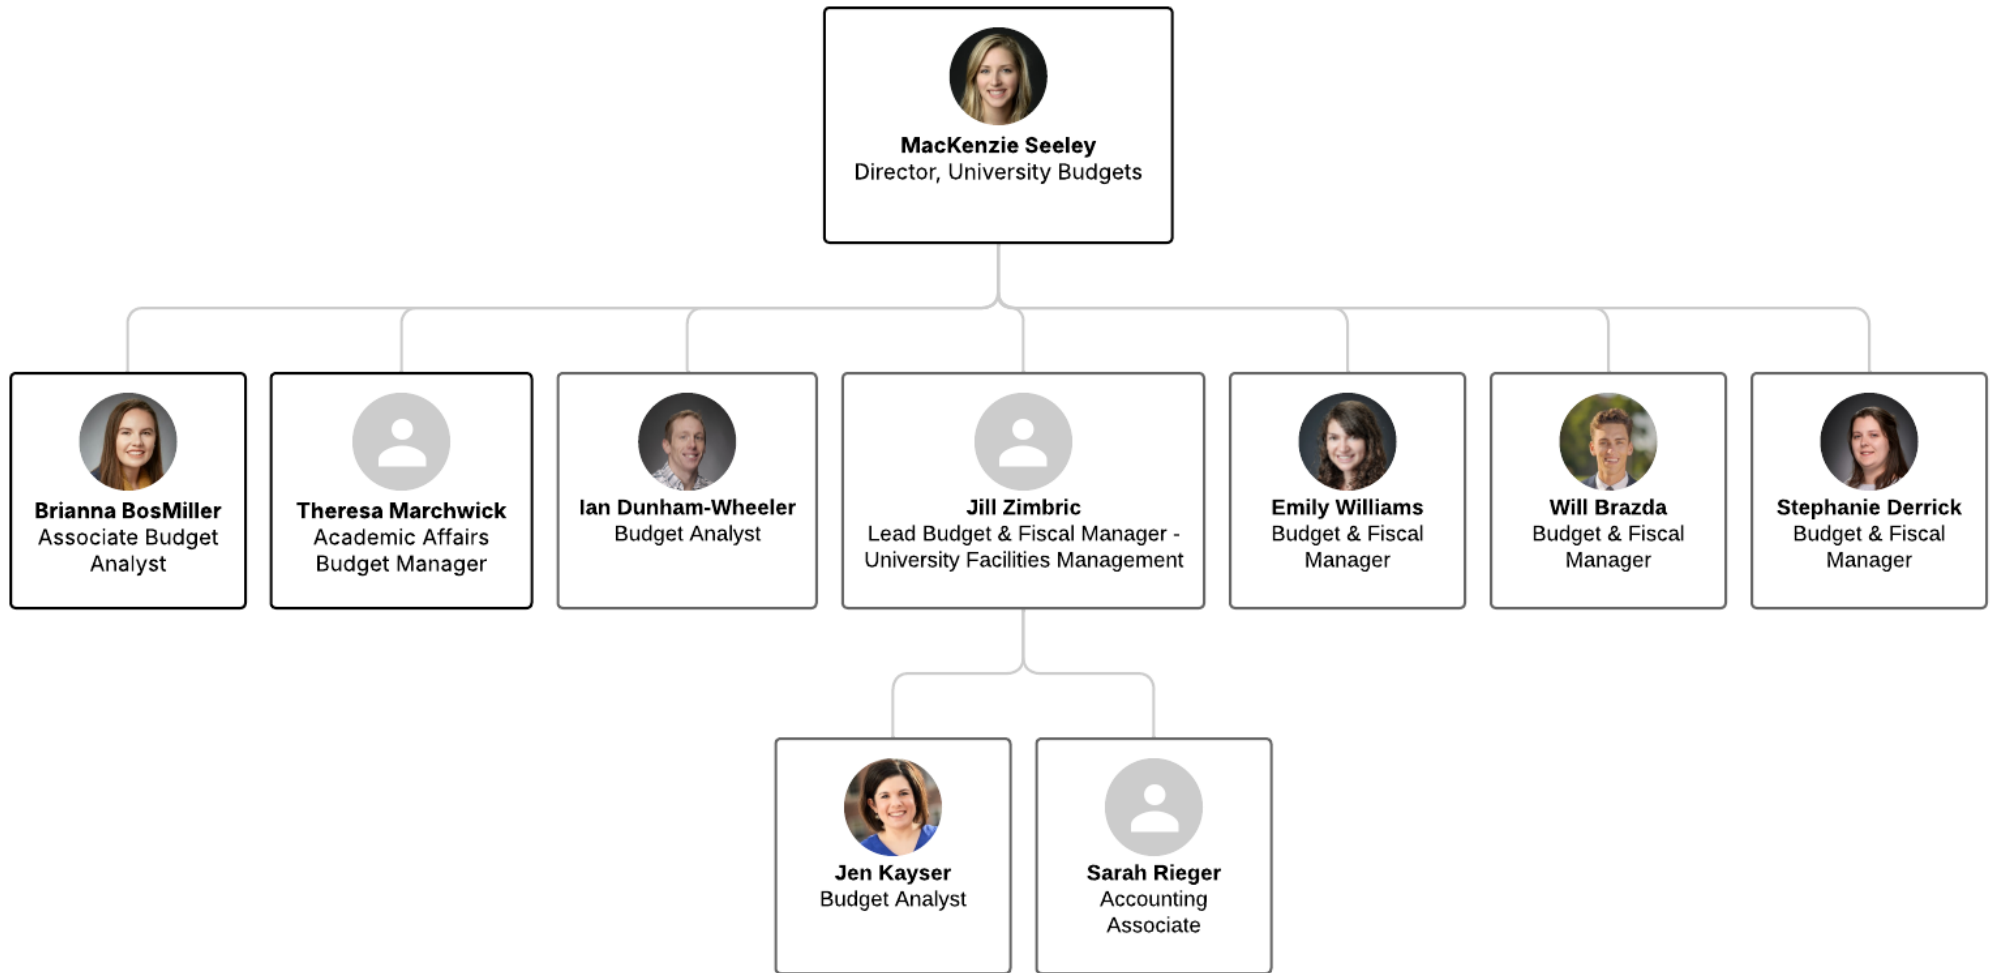 MacKenzie Seeley
Director, University Budgets
Brianna BosMiller
Associate Budget
Analyst
Theresa Marchwick
Academic Affairs
Budget Manager
Ian Dunham-Wheeler
Budget Analyst
Jill Zimbric
Lead Budget & Fiscal Manager -
University Facilities Management
Emily Williams
Budget & Fiscal
Manager
Will Brazda
Budget & Fiscal
Manager
Stephanie Derrick
Budget & Fiscal
Manager
Jen Kayser
Budget Analyst
Sarah Rieger
Accounting
Associate